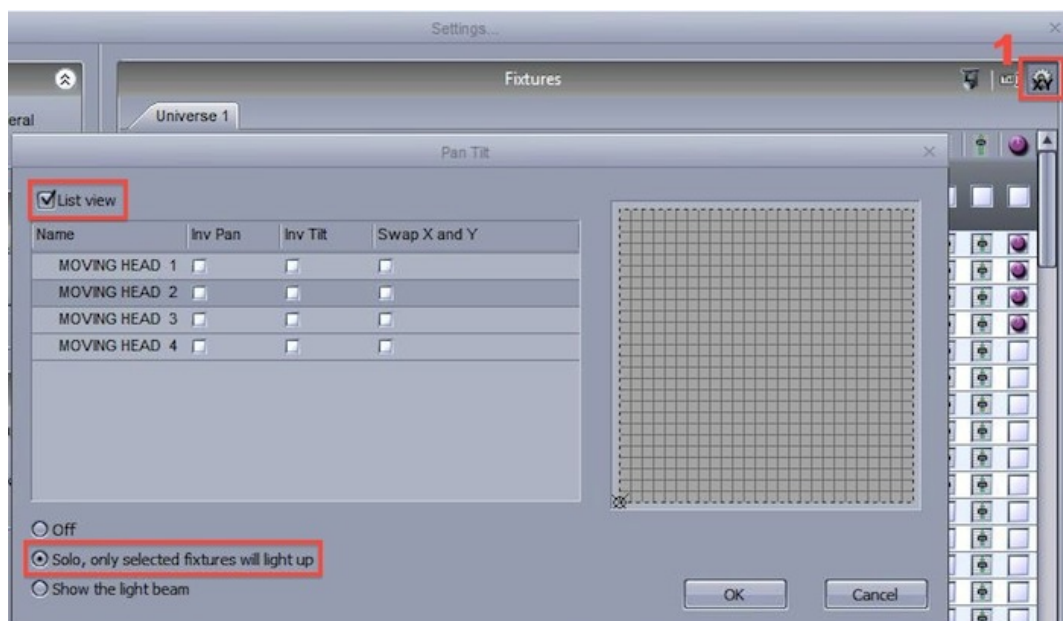 Settings...
1
Fixtures
XY
eral
Universe 1
Pan Tilt
List view
Name Inv Pan Inv Tilt Swap X and Y
MOVING HEAD 1
MOVING HEAD 2
MOVING HEAD 3
MOVING HEAD 4
Off
Solo, only selected fixtures will light up
Show the light beam
OK Cancel